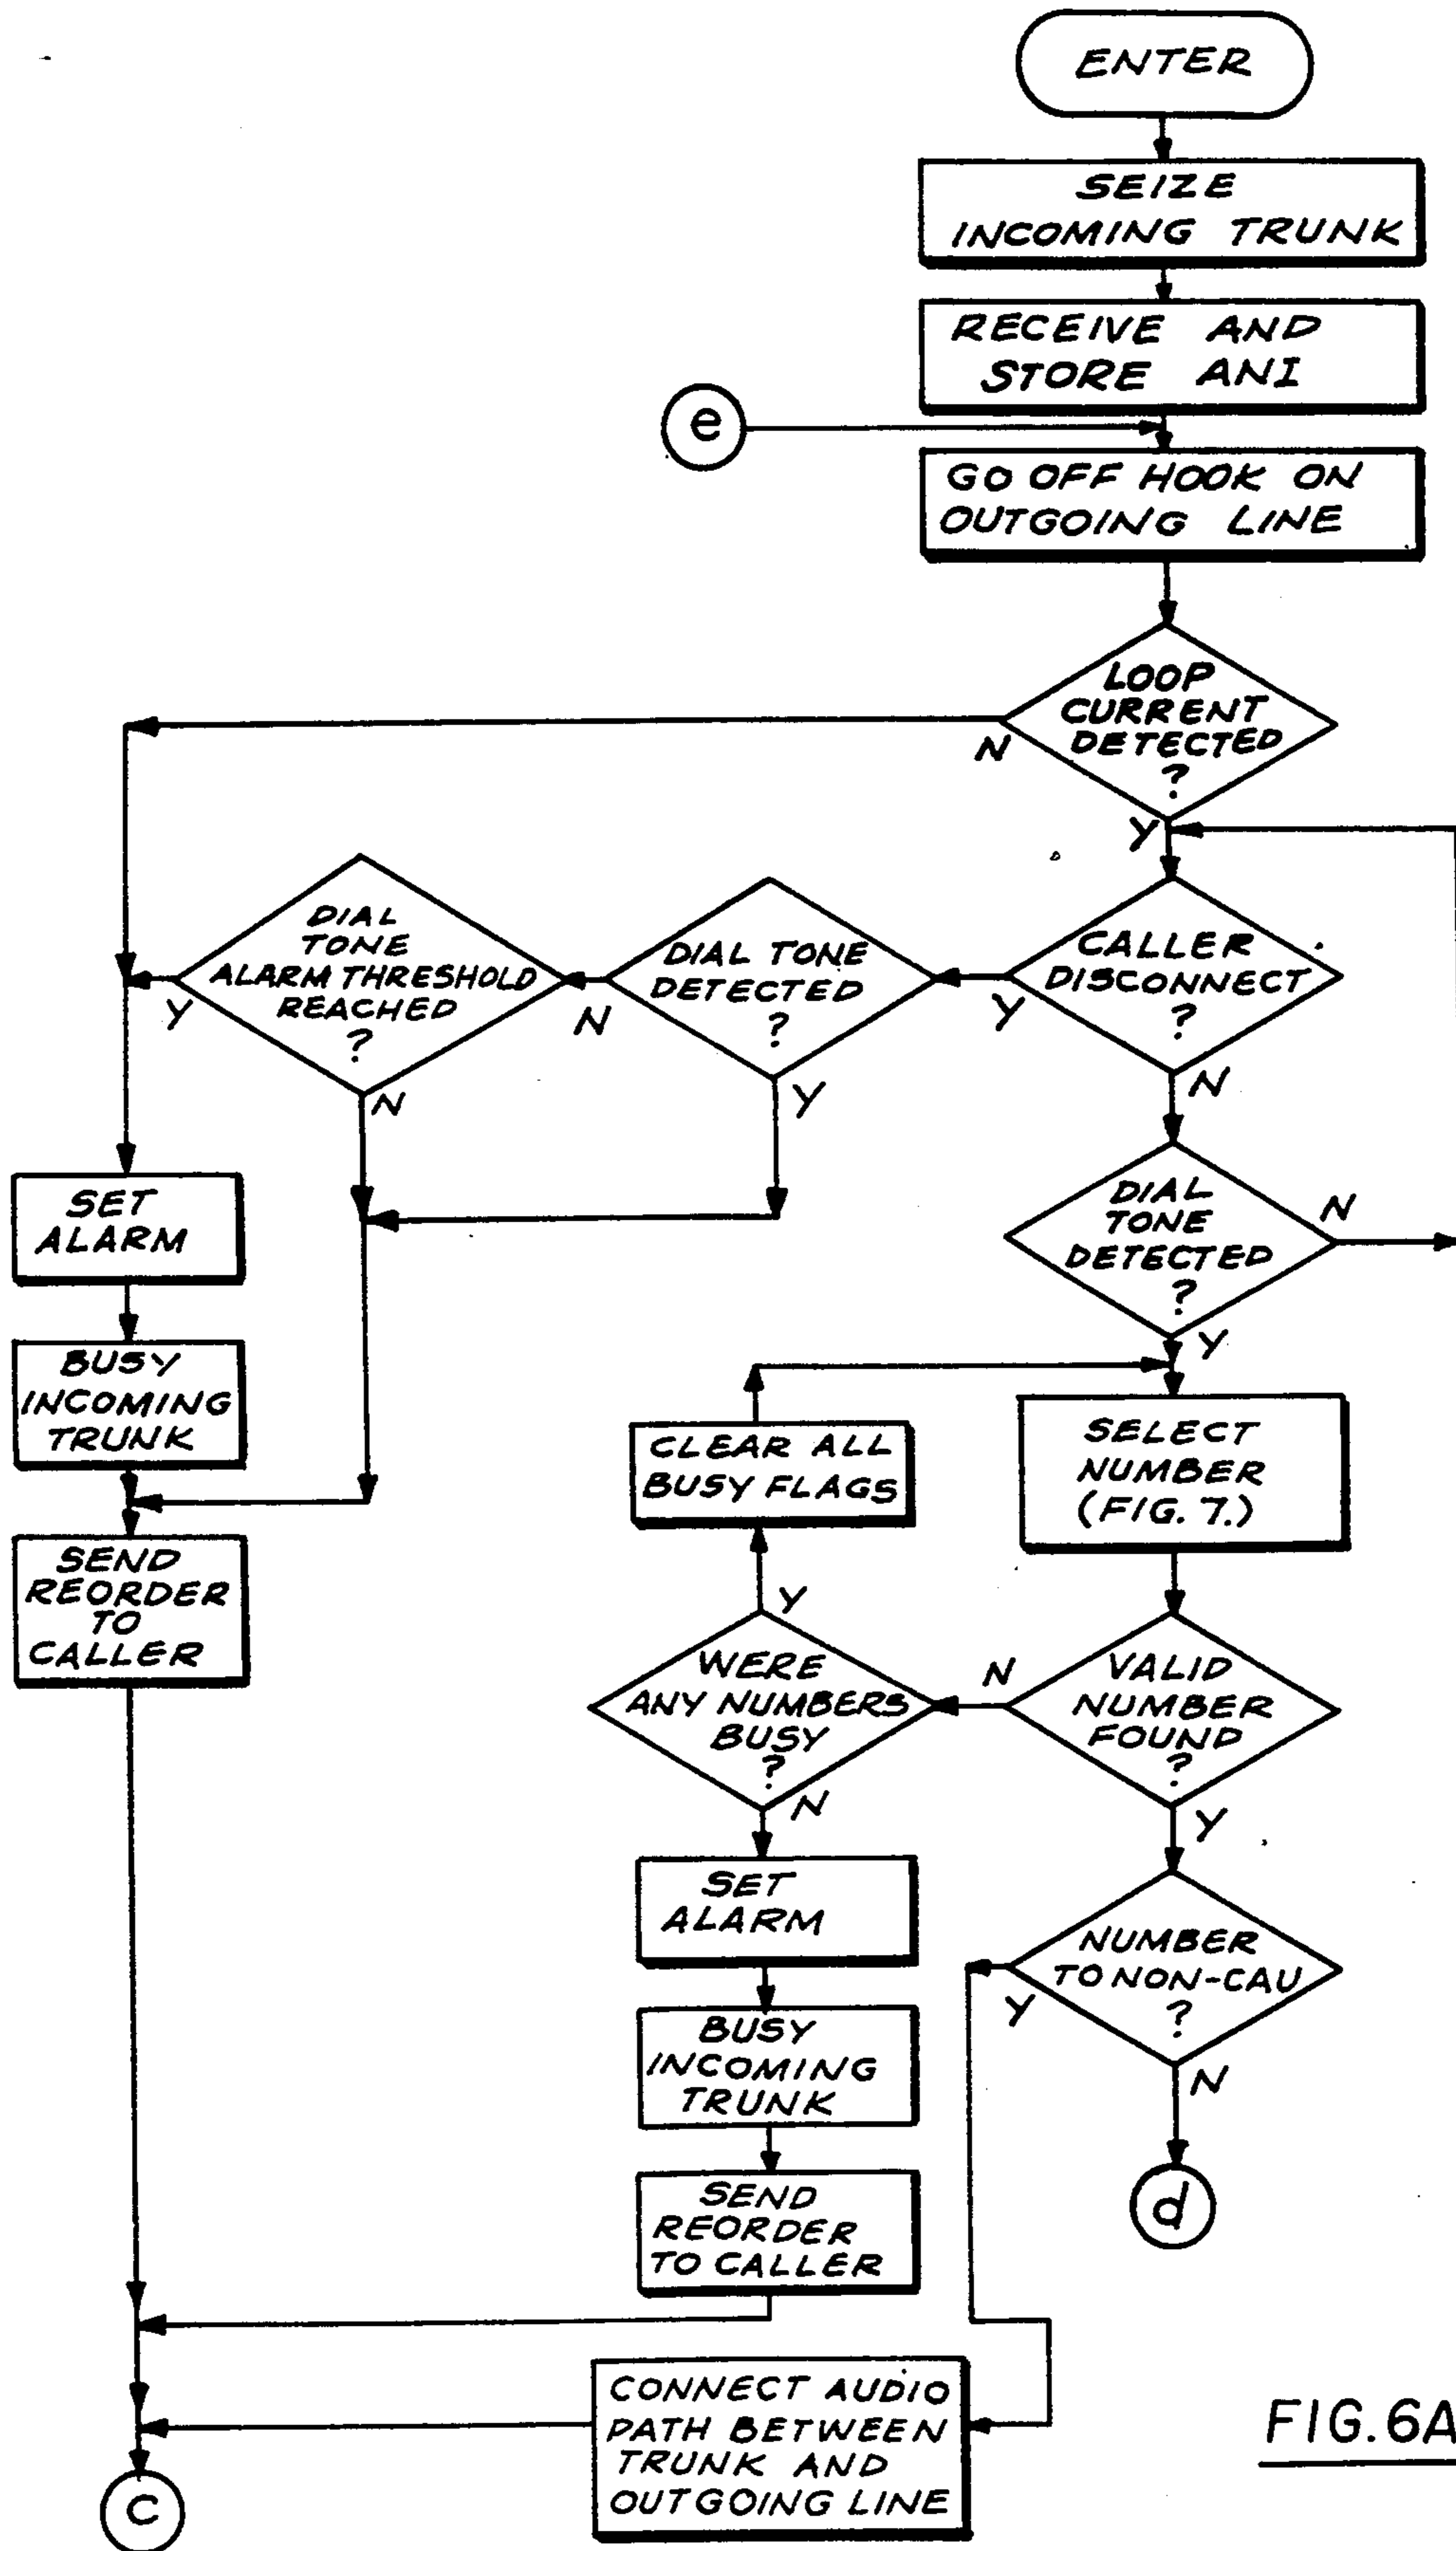 ENTER
SEIZE
INCOMING TRUNK
RECEIVE AND
STORE ANI
e
GO OFF HOOK ON
OUTGOING LINE
LOOP
CURRENT
DETECTED
?
N
Y
CALLER
DISCONNECT
?
Y
N
DIAL TONE
DETECTED
?
N
Y
DIAL
TONE
ALARM THRESHOLD
REACHED
?
Y
N
DIAL
TONE
DETECTED
?
N
Y
SET
ALARM
BUSY
INCOMING
TRUNK
SEND
REORDER
TO
CALLER
CLEAR ALL
BUSY FLAGS
SELECT
NUMBER
(FIG. 7.)
VALID
NUMBER
FOUND
?
N
Y
WERE
ANY NUMBERS
BUSY
?
Y
N
SET
ALARM
BUSY
INCOMING
TRUNK
SEND
REORDER
TO CALLER
NUMBER
TO NON-CAU
?
Y
N
d
CONNECT AUDIO
PATH BETWEEN
TRUNK AND
OUTGOING LINE
c
FIG.6A